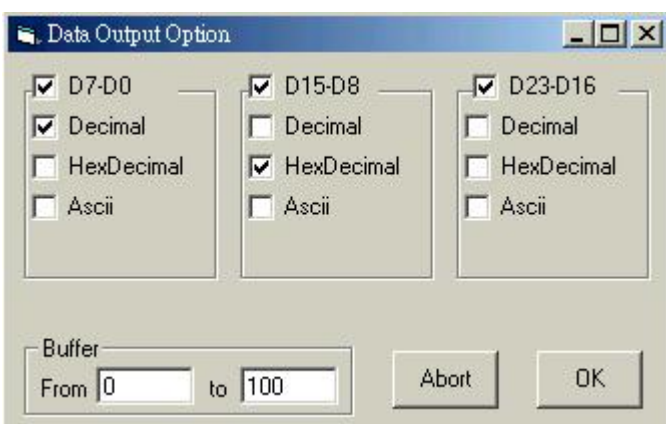 Data Output Option
D7-D0 D15-D8 D23-D16
Decimal Decimal Decimal
HexDecimal HexDecimal HexDecimal
Ascii Ascii Ascii
Buffer
From 0 to 100 Abort OK